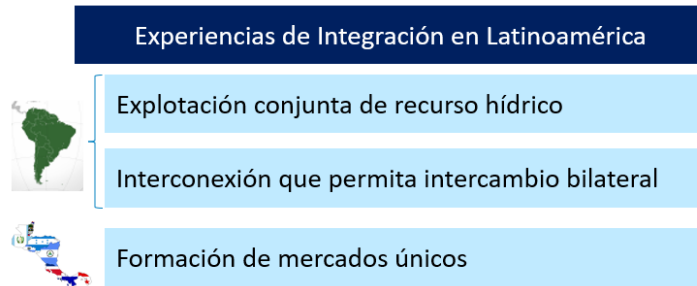 Experiencias de Integración en Latinoamérica
Explotación conjunta de recurso hídrico
Interconexión que permita intercambio bilateral
Formación de mercados únicos